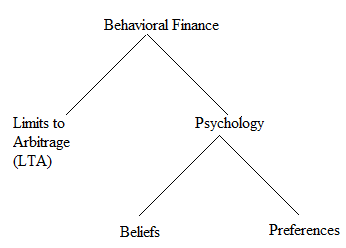 Behavioral Finance
Limits to
Arbitrage
(LTA)
Psychology
Beliefs
Preferences